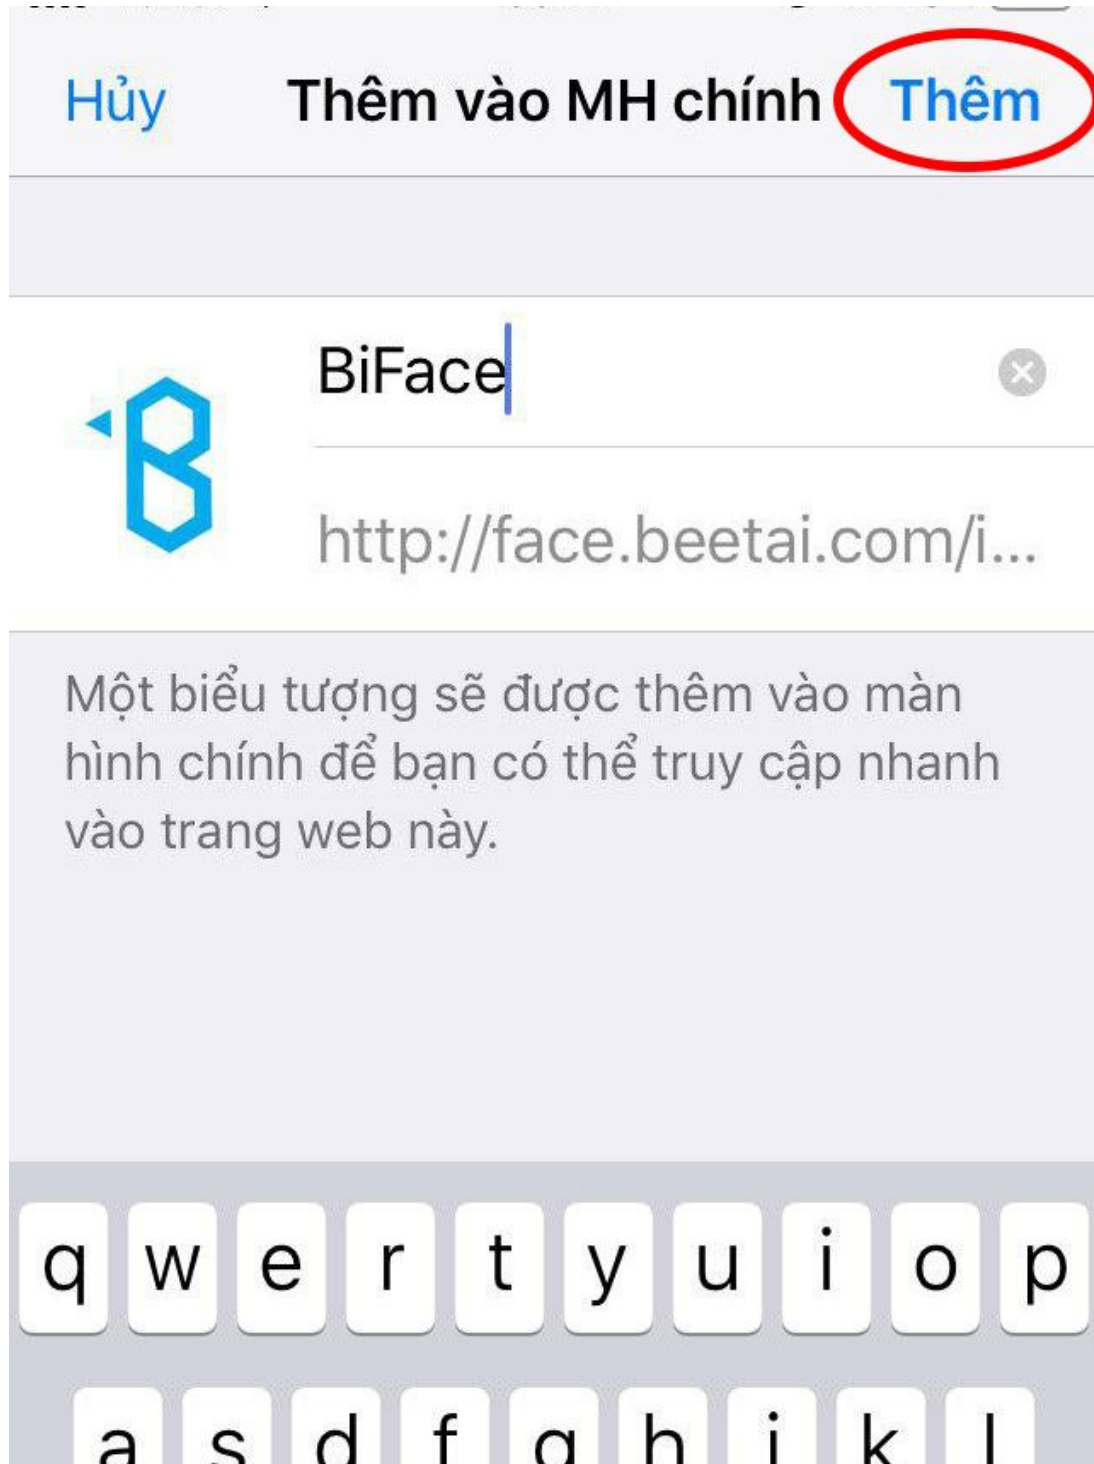 Hủy Thêm vào MH chính Thêm
BiFace
http://face.beetai.com/i...
Một biểu tượng sẽ được thêm vào màn
hình chính để bạn có thể truy cập nhanh
vào trang web này.
q w e r t y u i o p
a s d f g h j k l